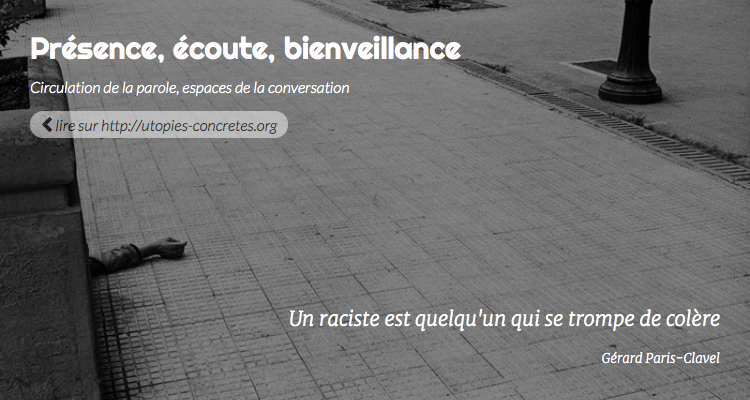 Présence, écoute, bienveillance
Circulation de la parole, espaces de la conversation
lire sur http://utopies-concretes.org
Un raciste est quelqu'un qui se trompe de colère
Gérard Paris-Clavel